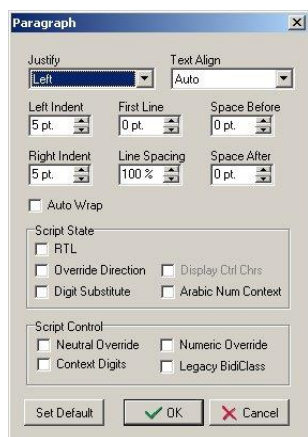 Paragraph
Justify Text Align
Left Auto
Left Indent First Line Space Before
5 pt. 0 pt. 0 pt.
Right Indent Line Spacing Space After
5 pt. 100 % 0 pt.
Auto Wrap
Script State
RTL
Override Direction Display Ctrl Chrs
Digit Substitute Arabic Num Context
Script Control
Neutral Override Numeric Override
Context Digits Legacy BidiClass
Set Default OK Cancel